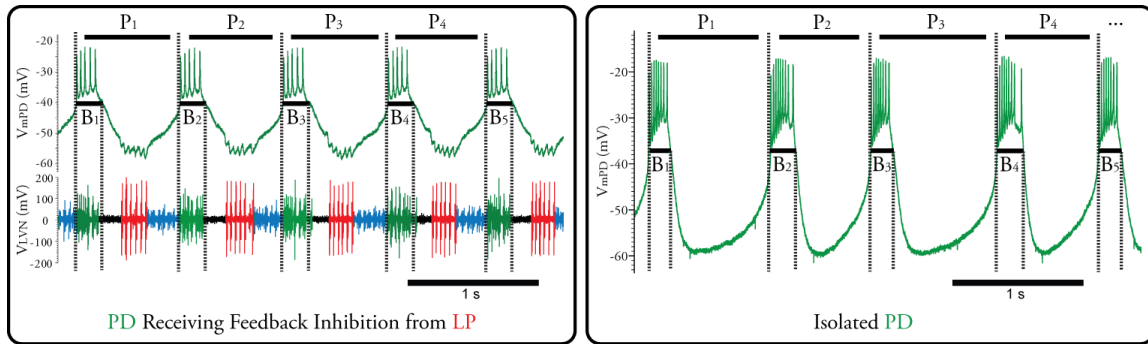 P1 P2 P3 P4
-20
-30
-40
-50
-60
VmPD (mV)
B1 B2 B3 B4 B5
200
100
0
-100
200
VLVN (mV)
1 s
PD Receiving Feedback Inhibition from LP
P1 P2 P3 P4 ...
-20
-30
-40
-50
-60
VmPD (mV)
B1 B2 B3 B4 B5
1 s
Isolated PD